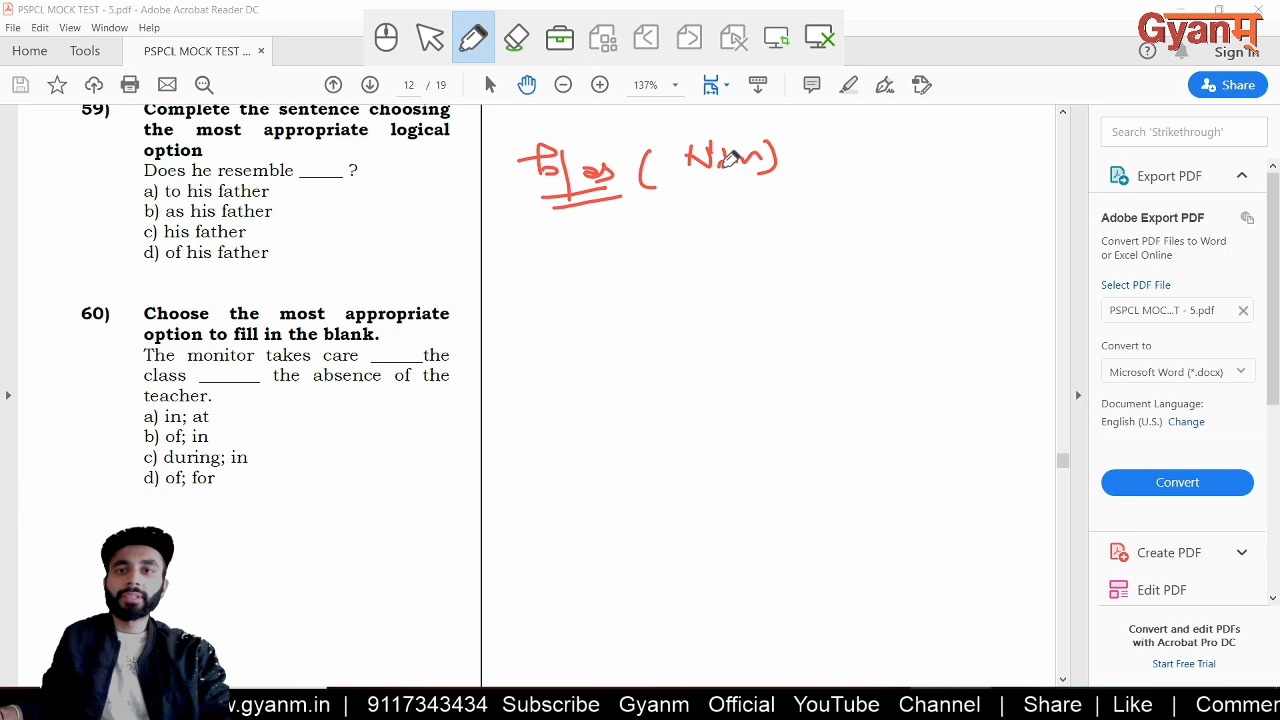 PSPCL MOCK TEST - 5.pdf - Adobe Acrobat Reader DC
File Edit View Window Help
Home Tools PSPCL MOCK TEST ... ×
Gyanम्
Sign In
12 / 19
137%
Share
59) Complete the sentence choosing
the most appropriate logical
option
Does he resemble _____ ?
a) to his father
b) as his father
c) his father
d) of his father
60) Choose the most appropriate
option to fill in the blank.
The monitor takes care ______the
class _______ the absence of the
teacher.
a) in; at
b) of; in
c) during; in
d) of; for
as (
Search 'Strikethrough'
Export PDF
Adobe Export PDF
Convert PDF Files to Word
or Excel Online
Select PDF File
PSPCL MOC...T - 5.pdf
Convert to
Microsoft Word (*.docx)
Document Language:
English (U.S.) Change
Convert
Create PDF
Edit PDF
Convert and edit PDFs
with Acrobat Pro DC
Start Free Trial
w.gyanm.in | 9117343434 Subscribe Gyanm Official YouTube Channel | Share | Like | Commer